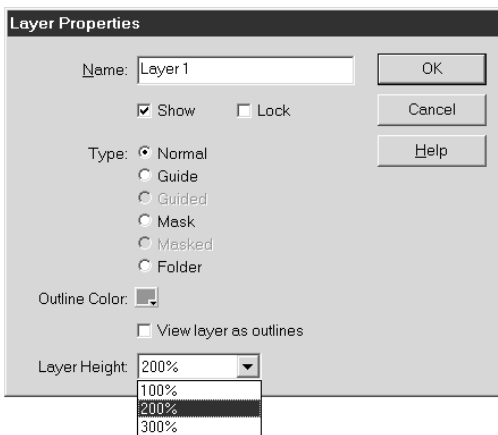 Layer Properties
Name: Layer 1
OK
Show
Lock
Cancel
Type: Normal
Help
Guide
Guided
Mask
Masked
Folder
Outline Color:
View layer as outlines
Layer Height: 200%
100%
200%
300%